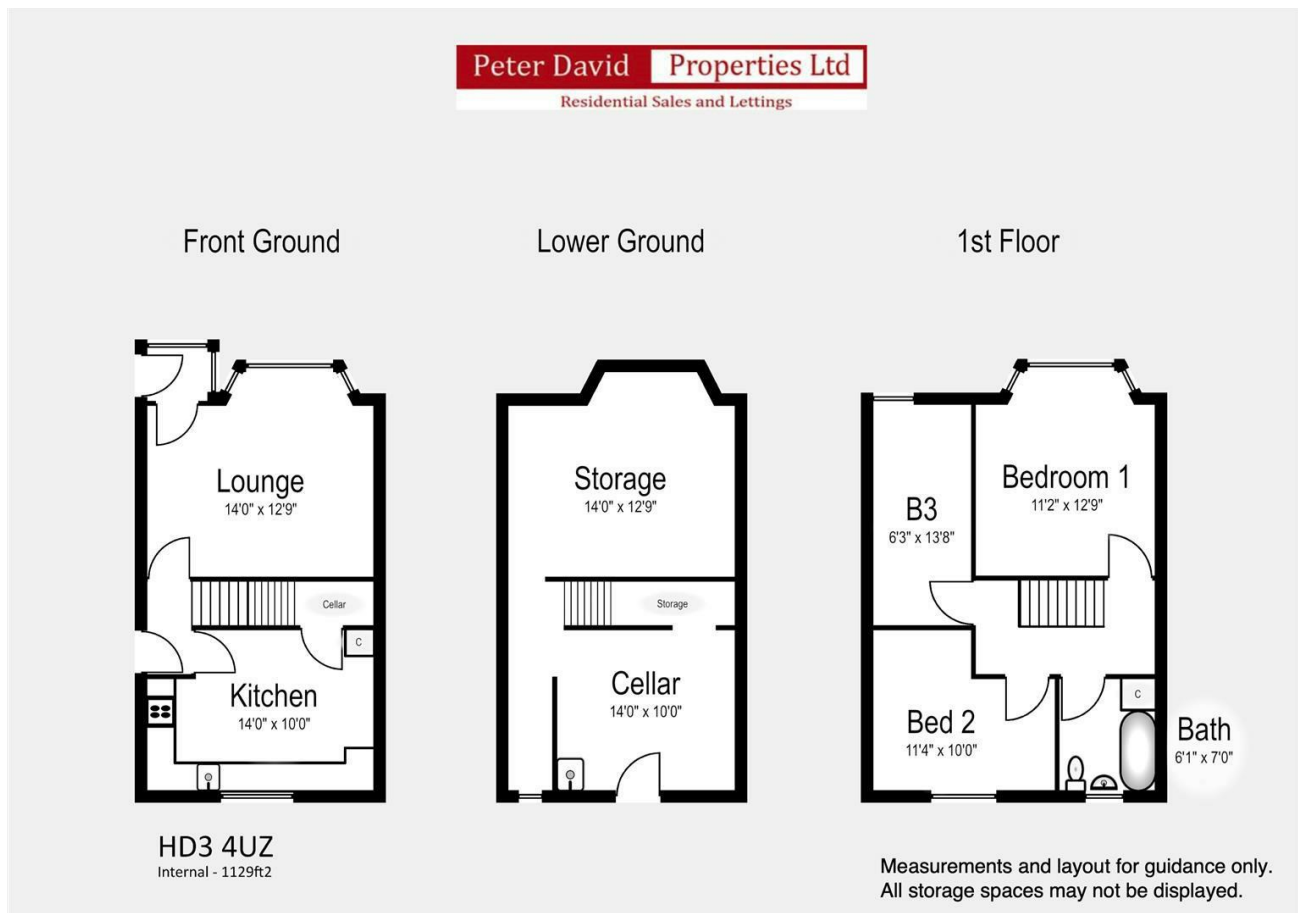 Peter David Properties Ltd
Residential Sales and Lettings
Front Ground
Lower Ground
1st Floor
Lounge
14'0" x 12'9"
Cellar
C
Kitchen
14'0" x 10'0"
Storage
14'0" x 12'9"
Storage
Cellar
14'0" x 10'0"
Bedroom 1
11'2" x 12'9"
B3
6'3" x 13'8"
Bed 2
11'4" x 10'0"
C
Bath
6'1" x 7'0"
HD3 4UZ
Internal - 1129ft2
Measurements and layout for guidance only.
All storage spaces may not be displayed.